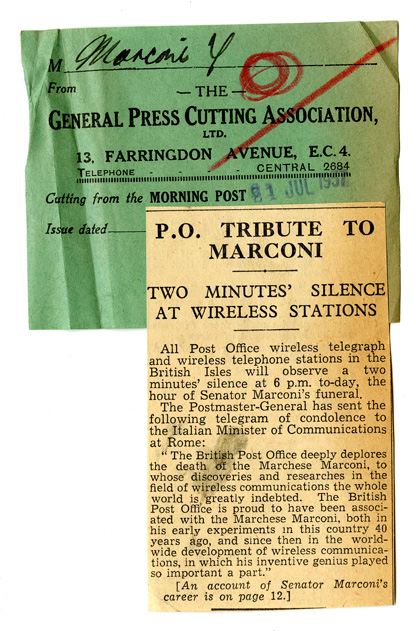 M Marconi Y
From
— THE —
GENERAL PRESS CUTTING ASSOCIATION,
LTD.
13, FARRINGDON AVENUE, E.C. 4.
TELEPHONE - - - CENTRAL 2684
Cutting from the MORNING POST
JUL 193
Issue dated
P.O. TRIBUTE TO
MARCONI
TWO MINUTES' SILENCE
AT WIRELESS STATIONS
All Post Office wireless telegraph
and wireless telephone stations in the
British Isles will observe a two
minutes' silence at 6 p.m. to-day, the
hour of Senator Marconi's funeral.
The Postmaster-General has sent the
following telegram of condolence to
the Italian Minister of Communications
at Rome:
" The British Post Office deeply deplores
the death of the Marchese Marconi, to
whose discoveries and researches in the
field of wireless communications the whole
world is greatly indebted. The British
Post Office is proud to have been associ-
ated with the Marchese Marconi, both in
his early experiments in this country 40
years ago, and since then in the world-
wide development of wireless communica-
tions, in which his inventive genius played
so important a part."
[An account of Senator Marconi's
career is on page 12.]